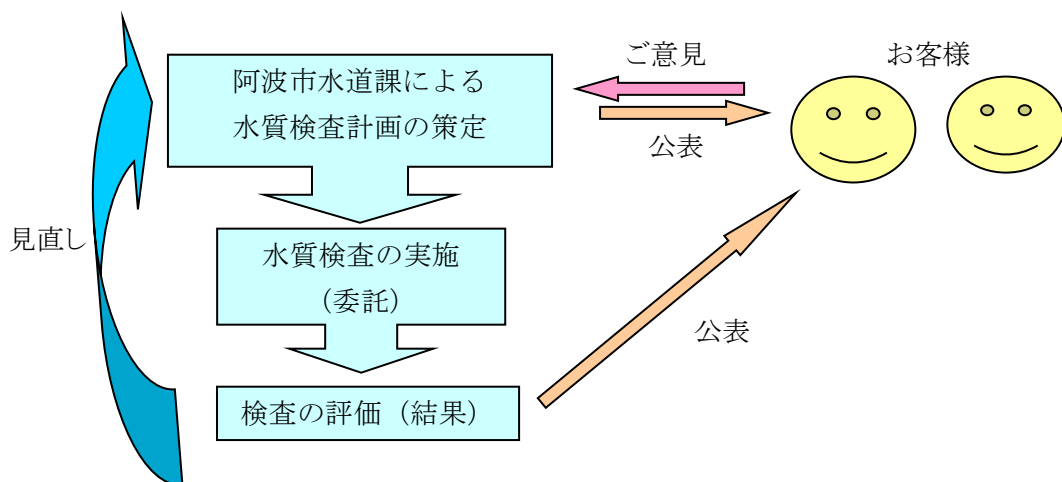 ご意見
お客様
阿波市水道課による
水質検査計画の策定
公表
見直し
水質検査の実施
（委託）
公表
検査の評価（結果）